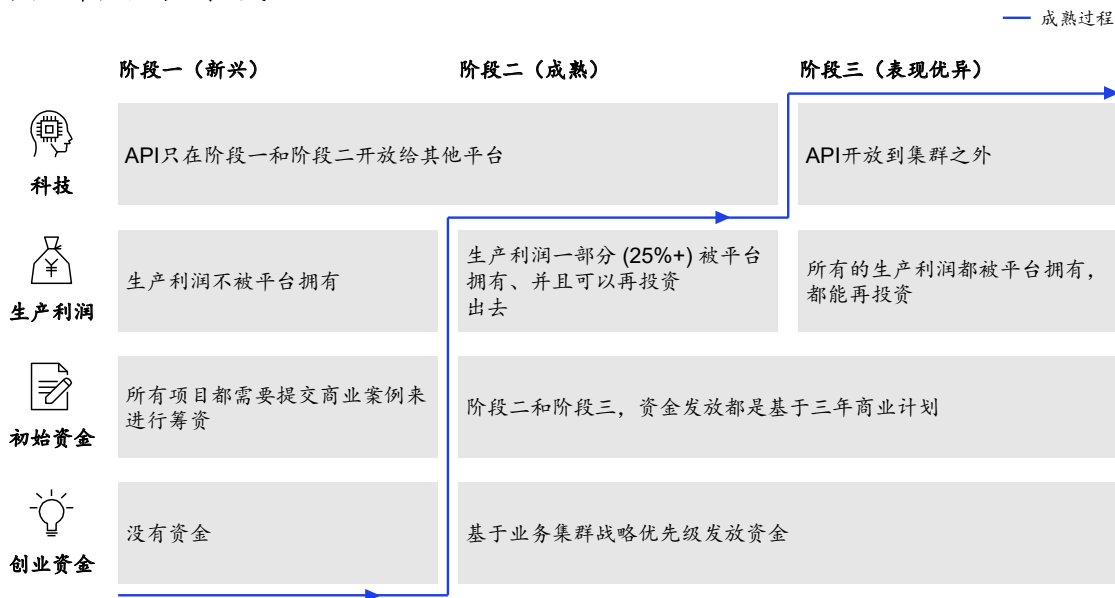 成熟过程
阶段一（新兴）
阶段二（成熟）
阶段三（表现优异）
科技
API只在阶段一和阶段二开放给其他平台
API开放到集群之外
生产利润
生产利润不被平台拥有
生产利润一部分 (25%+) 被平台
拥有、并且可以再投资
出去
所有的生产利润都被平台拥有，
都能再投资
初始资金
所有项目都需要提交商业案例来
进行筹资
阶段二和阶段三，资金发放都是基于三年商业计划
创业资金
没有资金
基于业务集群战略优先级发放资金